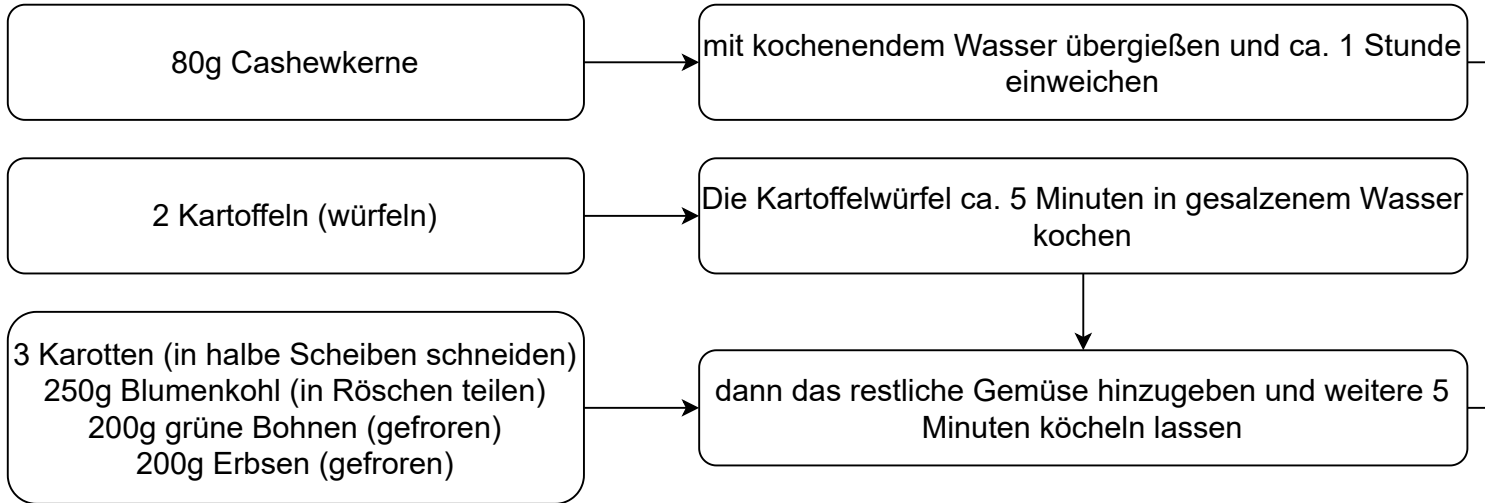 80g Cashewkerne
mit kochenendem Wasser übergießen und ca. 1 Stunde
einweichen
2 Kartoffeln (würfeln)
Die Kartoffelwürfel ca. 5 Minuten in gesalzenem Wasser
kochen
3 Karotten (in halbe Scheiben schneiden)
250g Blumenkohl (in Röschen teilen)
200g grüne Bohnen (gefroren)
200g Erbsen (gefroren)
dann das restliche Gemüse hinzugeben und weitere 5
Minuten köcheln lassen